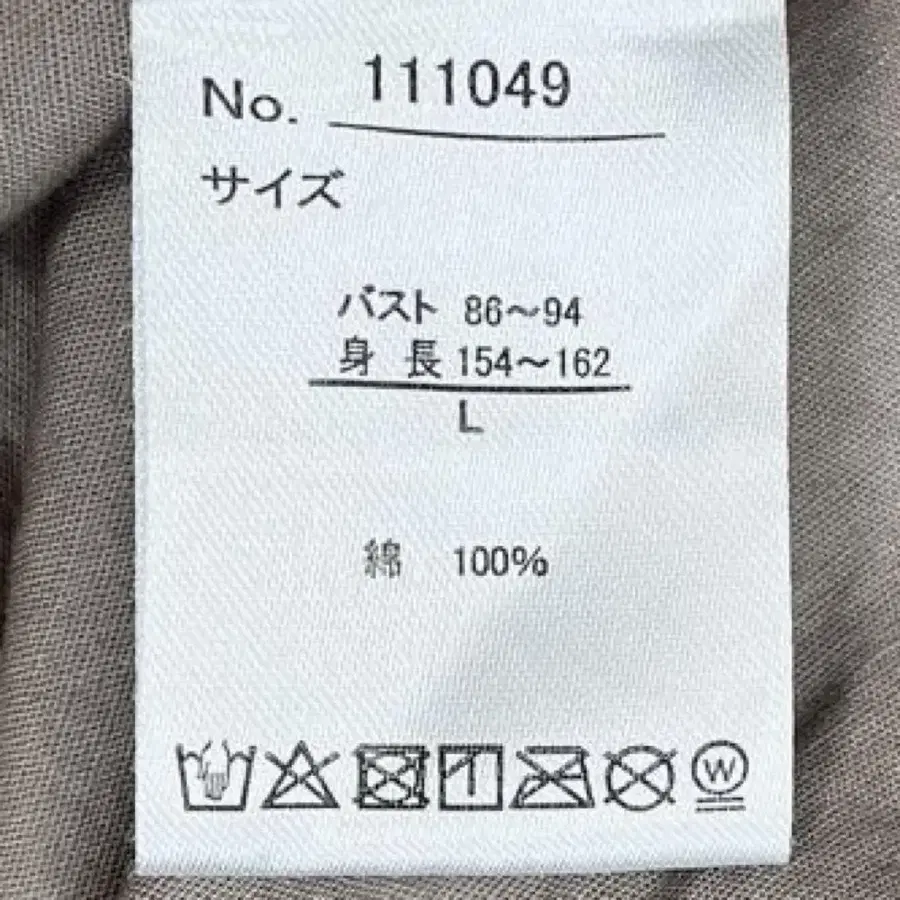 No. 111049
サイズ
バスト 86～94
身 長 154～162
L
綿 100%
W